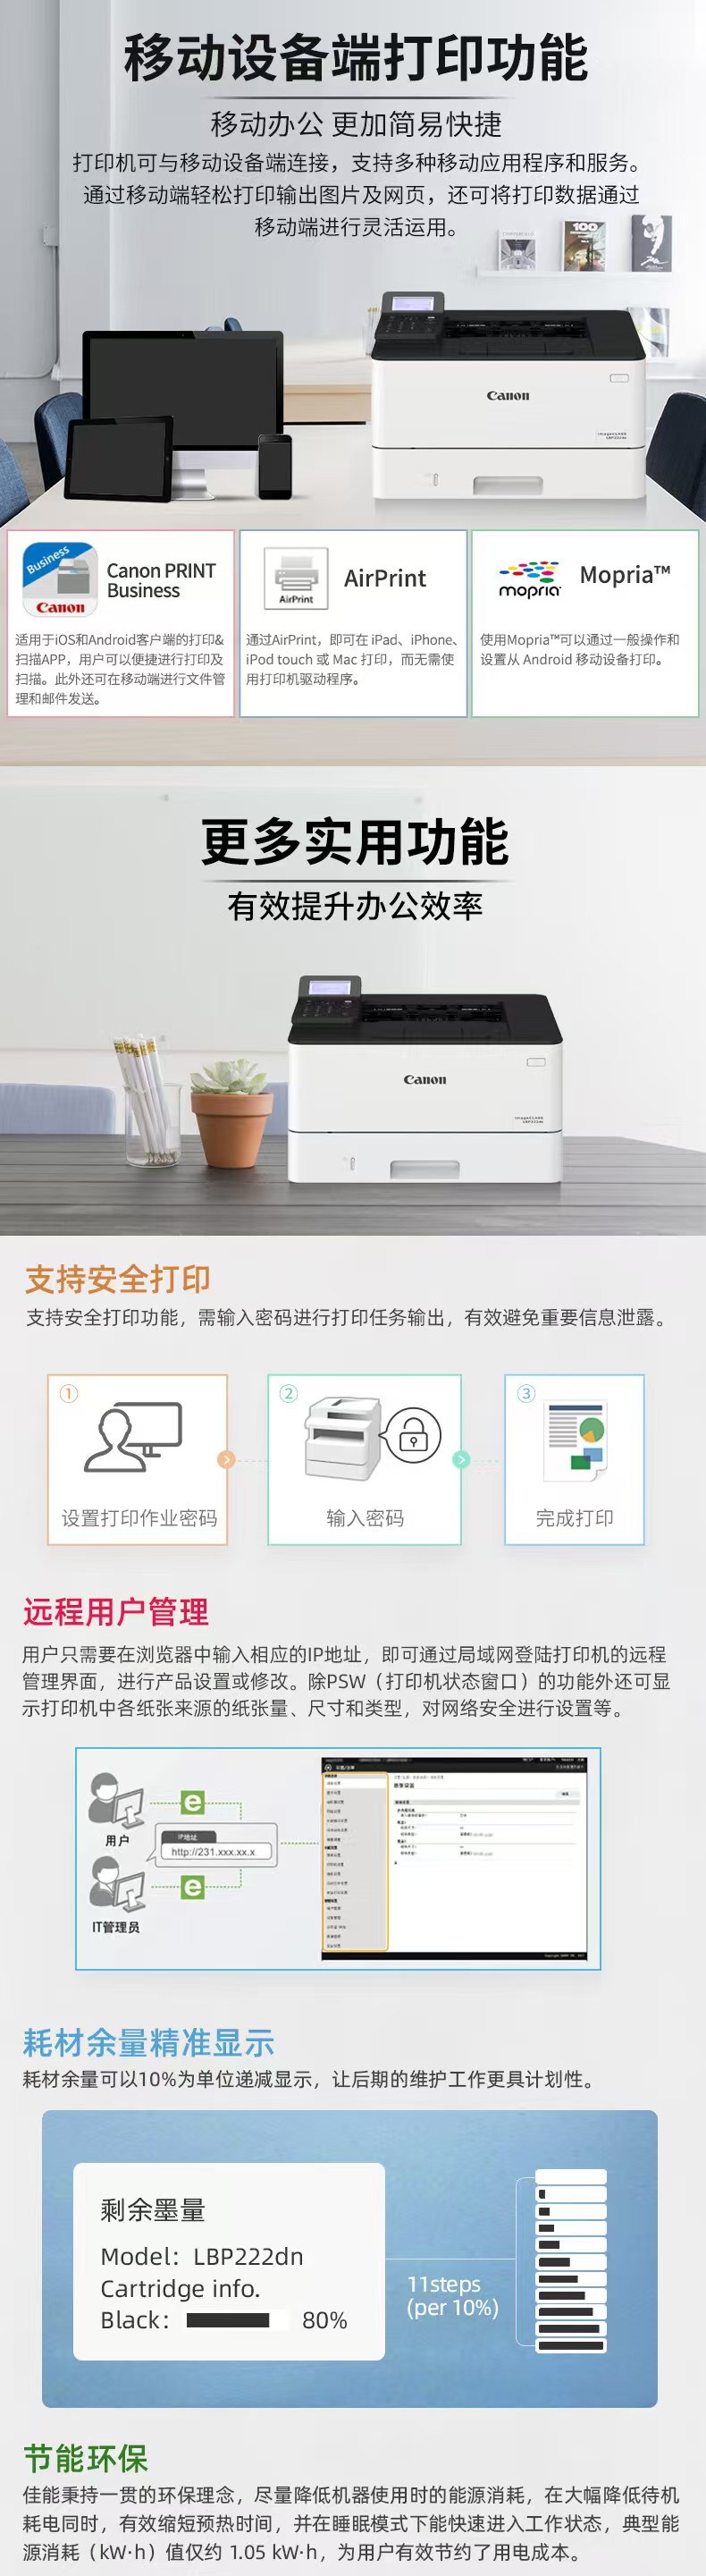 移动设备端打印功能
移动办公 更加简易快捷
打印机可与移动设备端连接，支持多种移动应用程序和服务。
通过移动端轻松打印输出图片及网页，还可将打印数据通过
移动端进行灵活运用。
100
Canon
Business
Canon
Canon PRINT
Business
适用于iOS和Android客户端的打印&
扫描APP，用户可以便捷进行打印及
扫描。此外还可在移动端进行文件管
理和邮件发送。
AirPrint
AirPrint
通过AirPrint，即可在 iPad、iPhone、
iPod touch 或 Mac 打印，而无需使
用打印机驱动程序。
mopria
Mopria™
使用Mopria™可以通过一般操作和
设置从 Android 移动设备打印。
更多实用功能
有效提升办公效率
Canon
支持安全打印
支持安全打印功能，需输入密码进行打印任务输出，有效避免重要信息泄露。
①
设置打印作业密码
②
输入密码
③
完成打印
远程用户管理
用户只需要在浏览器中输入相应的IP地址，即可通过局域网登陆打印机的远程
管理界面，进行产品设置或修改。除PSW（打印机状态窗口）的功能外还可显
示打印机中各纸张来源的纸张量、尺寸和类型，对网络安全进行设置等。
用户
IP地址
http://231.xxx.xx.x
IT管理员
耗材余量精准显示
耗材余量可以10%为单位递减显示，让后期的维护工作更具计划性。
剩余墨量
Model：LBP222dn
Cartridge info.
Black： 80%
11steps
(per 10%)
节能环保
佳能秉持一贯的环保理念，尽量降低机器使用时的能源消耗，在大幅降低待机
耗电同时，有效缩短预热时间，并在睡眠模式下能快速进入工作状态，典型能
源消耗（kW·h）值仅约 1.05 kW·h，为用户有效节约了用电成本。